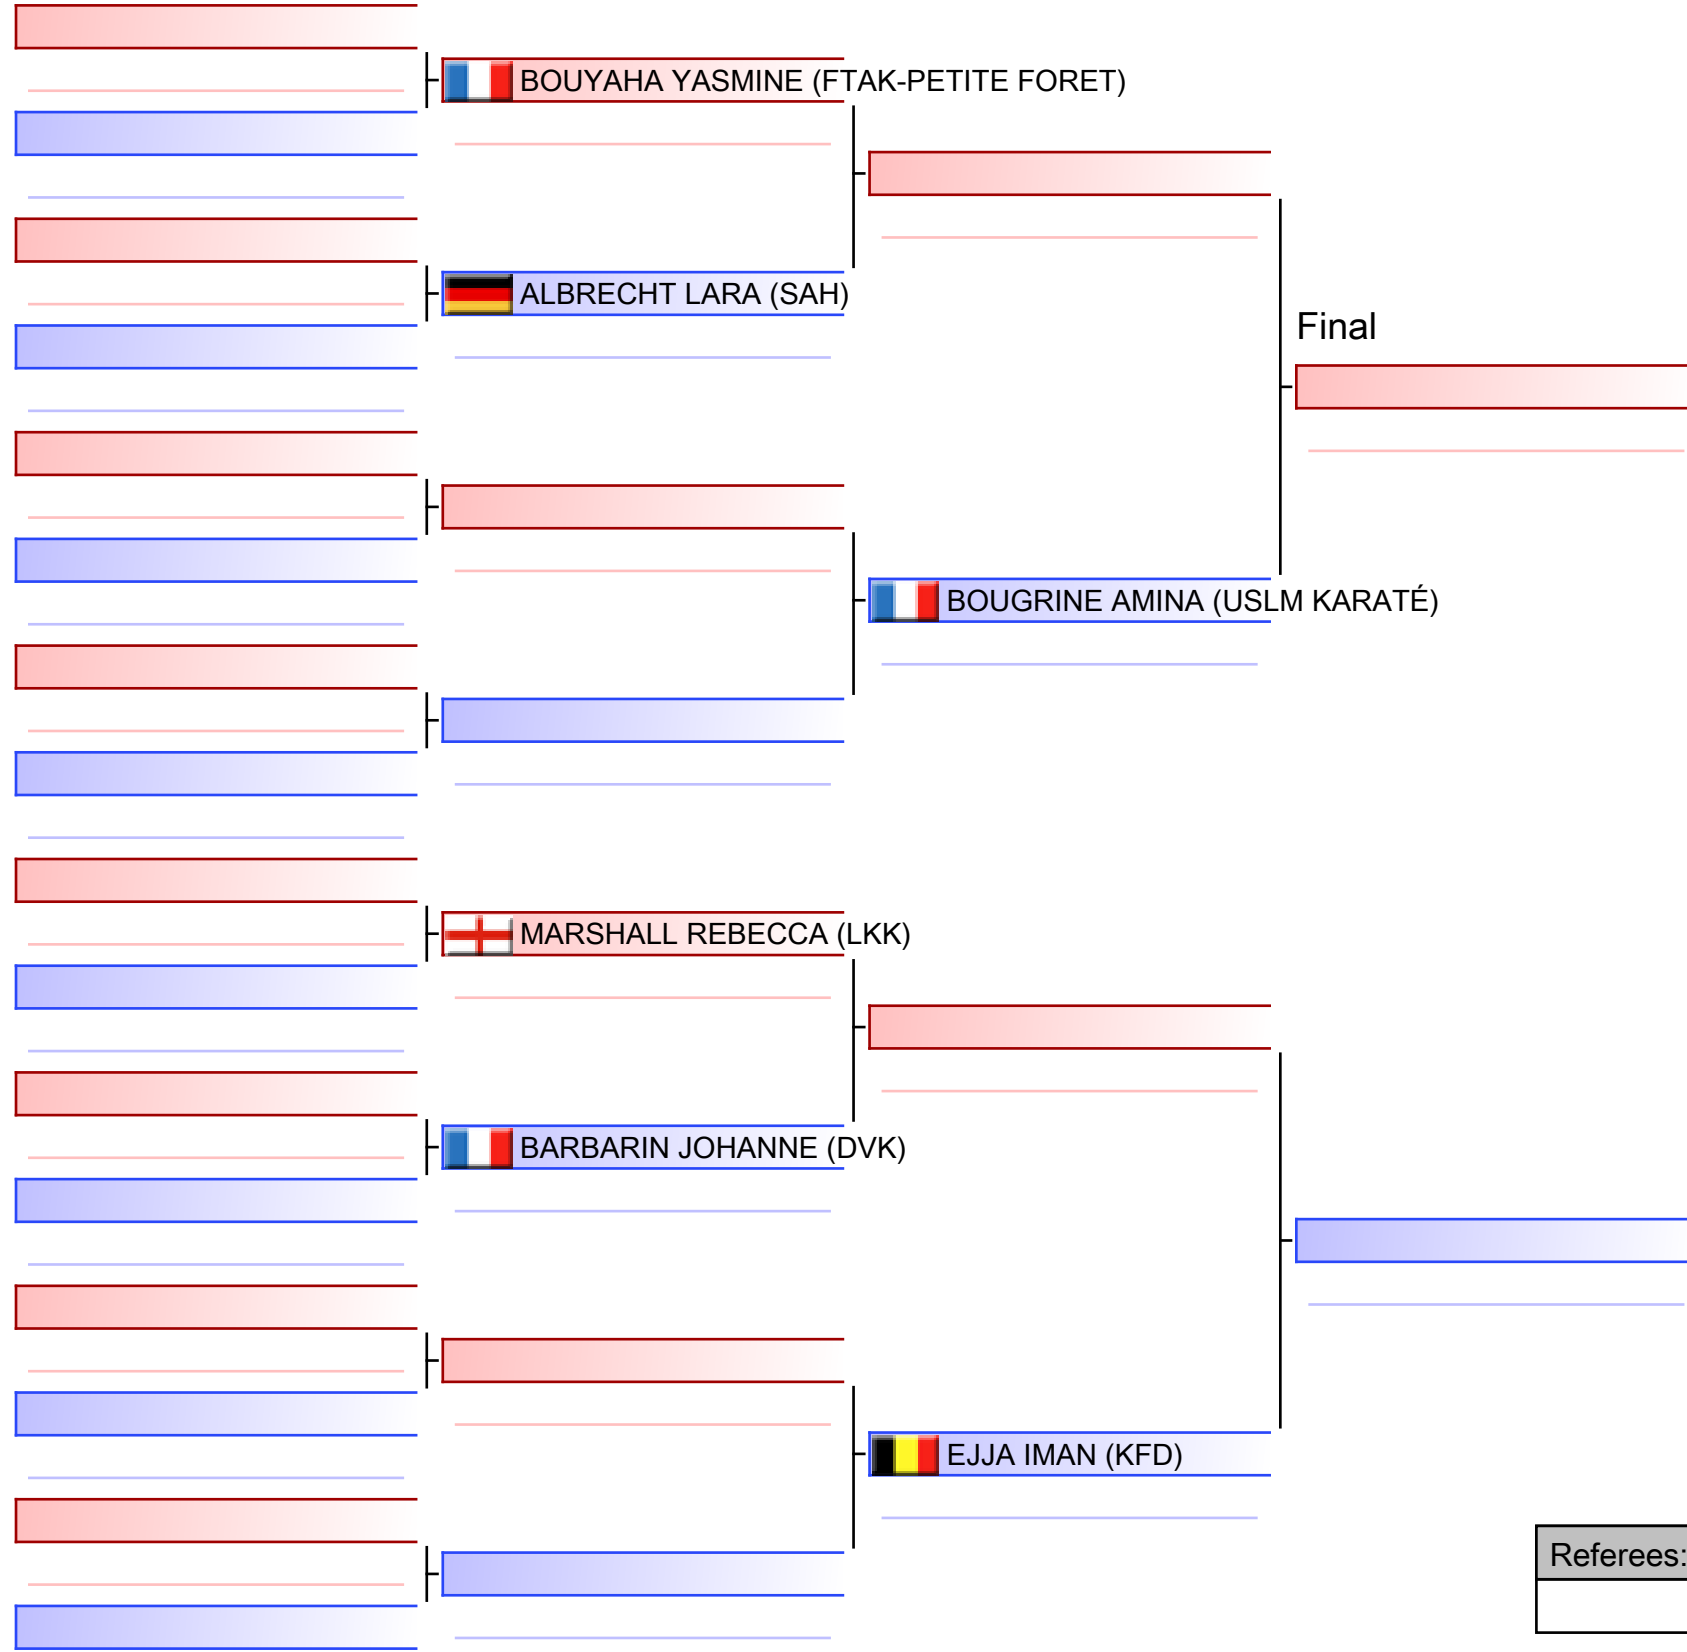 BOUYAHA YASMINE (FTAK-PETITE FORET)
ALBRECHT LARA (SAH)
Final
BOUGRINE AMINA (USLM KARATÉ)
MARSHALL REBECCA (LKK)
BARBARIN JOHANNE (DVK)
EJJA IMAN (KFD)
Referees: